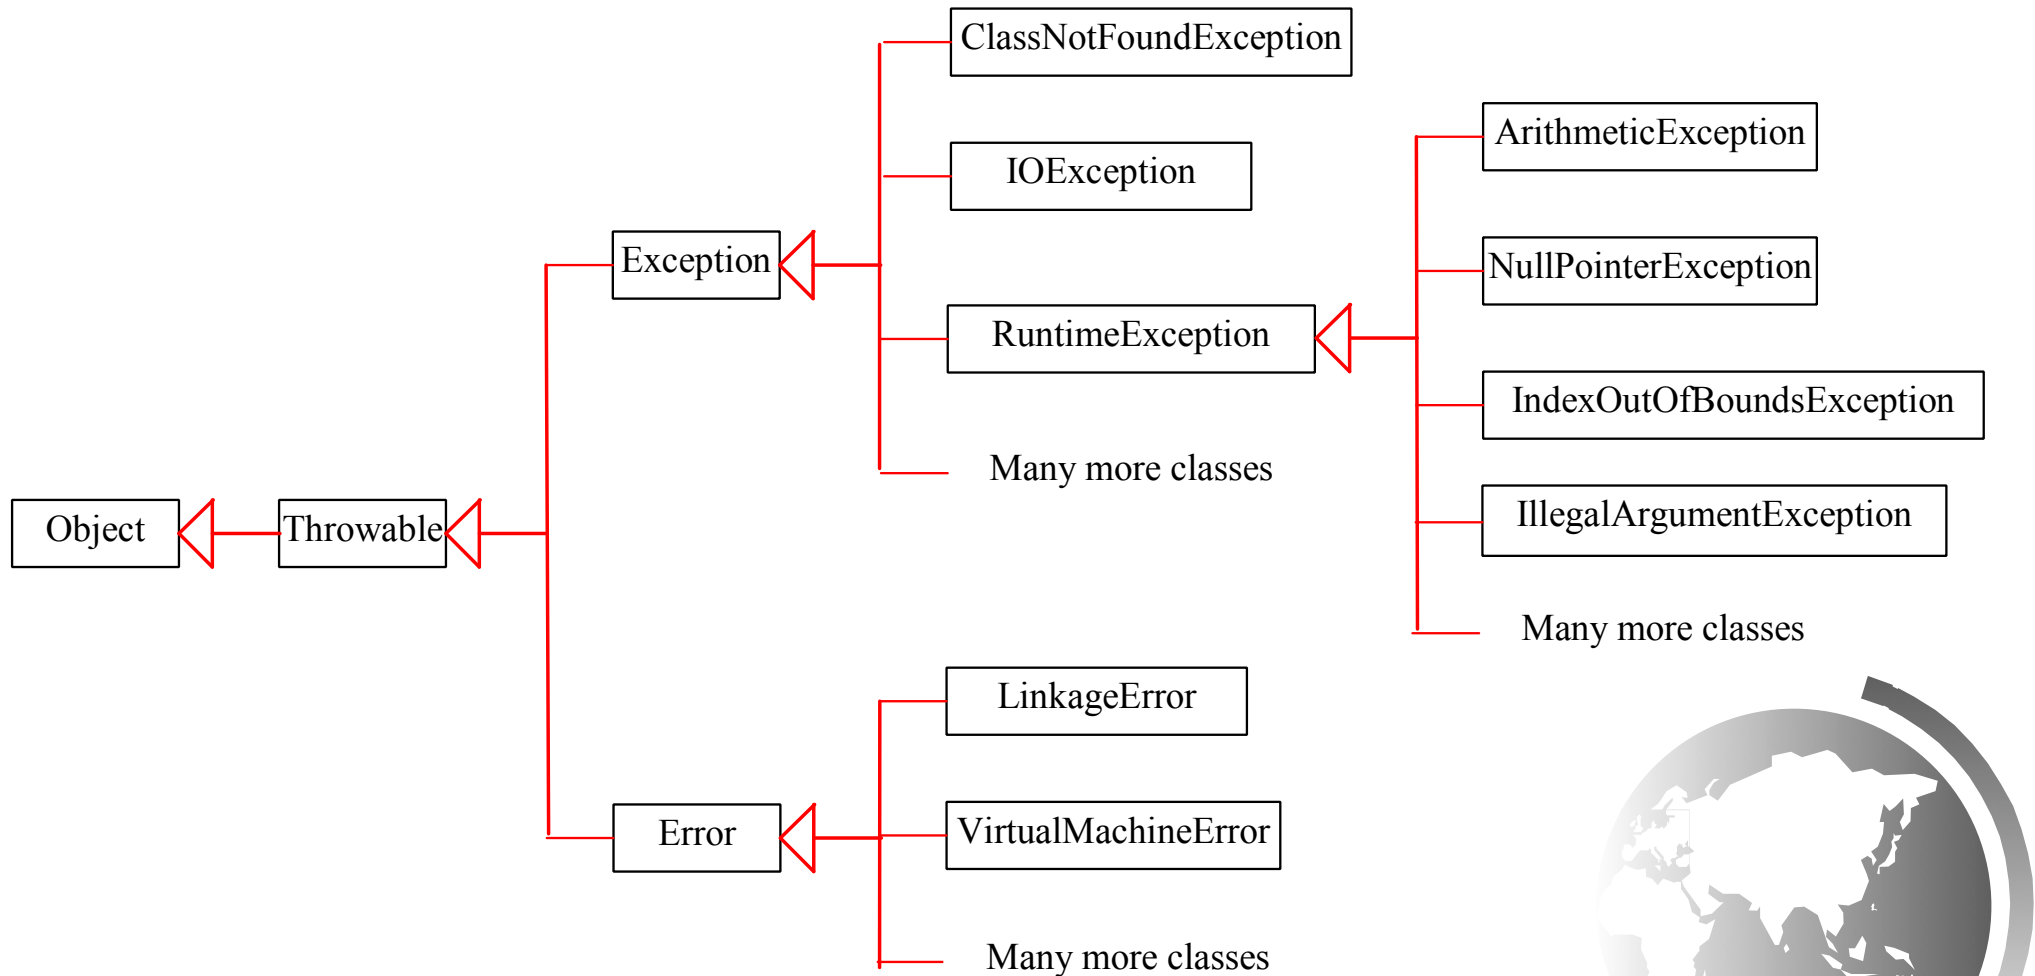 ClassNotFoundException
ArithmeticException
IOException
NullPointerException
Exception
RuntimeException
IndexOutOfBoundsException
Many more classes
IllegalArgumentException
Object
Throwable
Many more classes
LinkageError
Error
VirtualMachineError
Many more classes